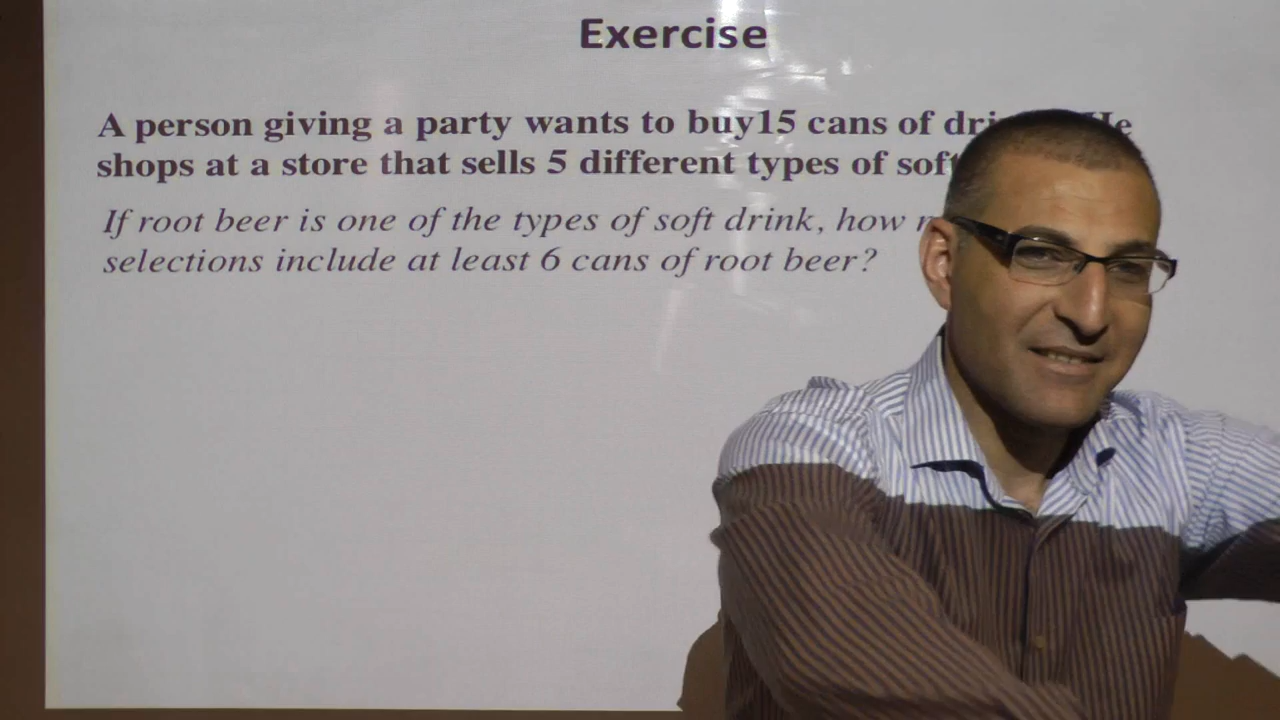 Exercise
A person giving a party wants to buy15 cans of He
shops at a store that sells 5 different types of
If root beer is one of the types of soft drink, how
selections include at least 6 cans of root beer?